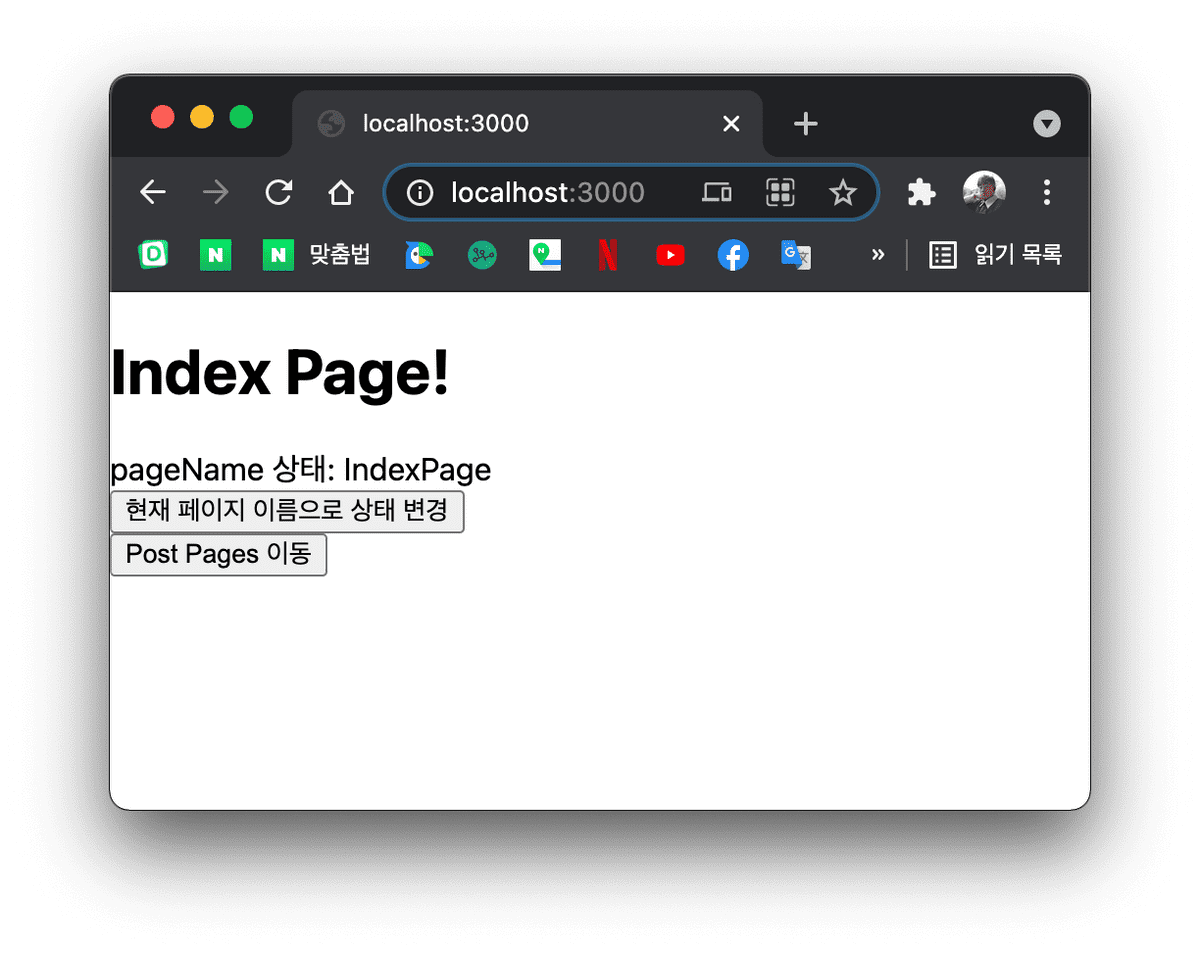 localhost:3000
localhost:3000
D N N 맞춤법 N N G 文 » 읽기 목록
Index Page!
pageName 상태: IndexPage
현재 페이지 이름으로 상태 변경
Post Pages 이동